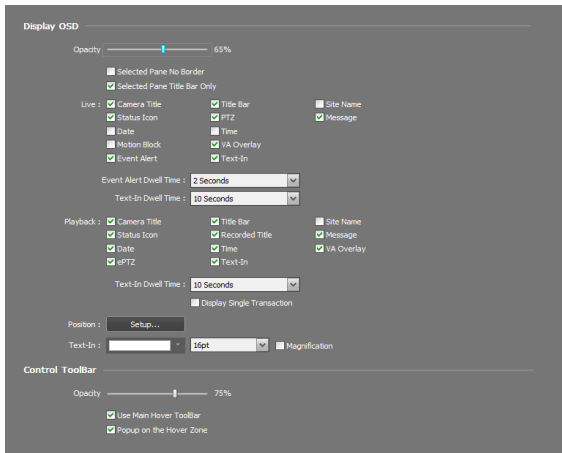 Display OSD
Opacity 65%
Selected Pane No Border
Selected Pane Title Bar Only
Live : Camera Title Title Bar Site Name
Status Icon PTZ Message
Date Time
Motion Block VA Overlay
Event Alert Text-In
Event Alert Dwell Time : 2 Seconds
Text-In Dwell Time : 10 Seconds
Playback : Camera Title Title Bar Site Name
Status Icon Recorded Title Message
Date Time VA Overlay
ePTZ Text-In
Text-In Dwell Time : 10 Seconds
Display Single Transaction
Position : Setup...
Text-In : 16pt Magnification
Control ToolBar
Opacity 75%
Use Main Hover ToolBar
Popup on the Hover Zone